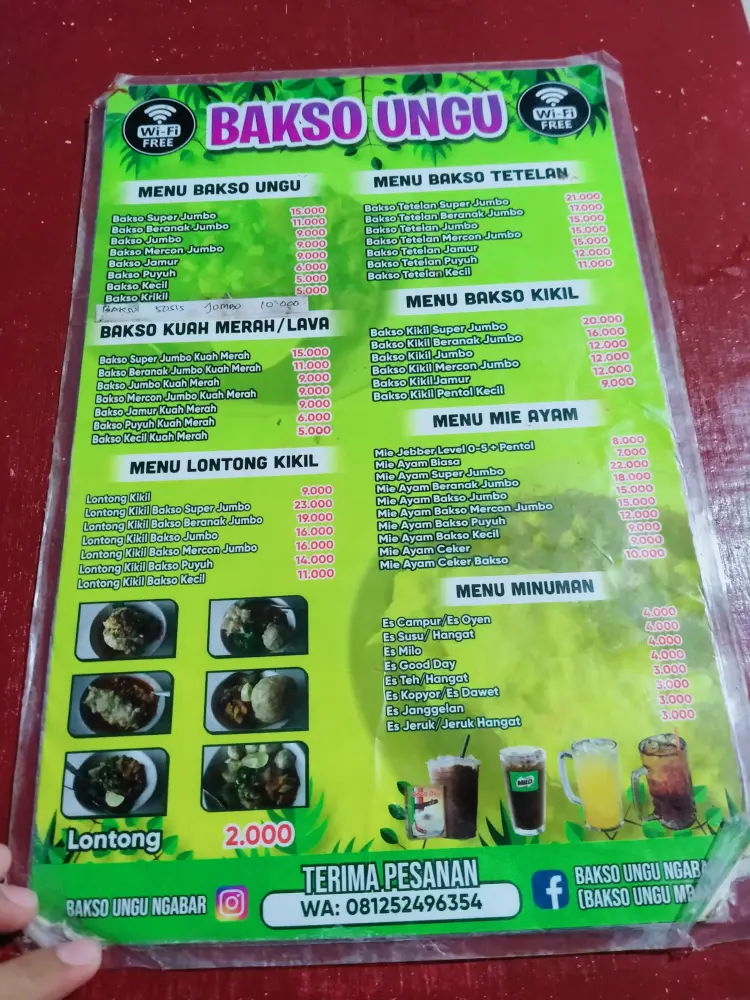 Wi-Fi
FREE
BAKSO UNGU
Wi-Fi
FREE
MENU BAKSO UNGU
Bakso Super Jumbo 15.000
Bakso Beranak Jumbo 11.000
Bakso Jumbo 9.000
Bakso Mercon Jumbo 9.000
Bakso Jamur 9.000
Bakso Puyuh 6.000
Bakso Kecil 5.000
Bakso Krikil 5.000
BAKSO SOSIS JUMBO 10.000
BAKSO KUAH MERAH/LAVA
Bakso Super Jumbo Kuah Merah 15.000
Bakso Beranak Jumbo Kuah Merah 11.000
Bakso Jumbo Kuah Merah 9.000
Bakso Mercon Jumbo Kuah Merah 9.000
Bakso Jamur Kuah Merah 9.000
Bakso Puyuh Kuah Merah 6.000
Bakso Kecil Kuah Merah 5.000
MENU LONTONG KIKIL
Lontong Kikil 9.000
Lontong Kikil Bakso Super Jumbo 23.000
Lontong Kikil Bakso Beranak Jumbo 19.000
Lontong Kikil Bakso Jumbo 16.000
Lontong Kikil Bakso Mercon Jumbo 16.000
Lontong Kikil Bakso Puyuh 14.000
Lontong Kikil Bakso Kecil 11.000
Lontong 2.000
MENU BAKSO TETELAN
Bakso Tetelan Super Jumbo 21.000
Bakso Tetelan Beranak Jumbo 17.000
Bakso Tetelan Jumbo 15.000
Bakso Tetelan Mercon Jumbo 15.000
Bakso Tetelan Jamur 15.000
Bakso Tetelan Puyuh 12.000
Bakso Tetelan Kecil 11.000
MENU BAKSO KIKIL
Bakso Kikil Super Jumbo 20.000
Bakso Kikil Beranak Jumbo 16.000
Bakso Kikil Jumbo 12.000
Bakso Kikil Mercon Jumbo 12.000
Bakso Kikil Jamur 12.000
Bakso Kikil Pentol Kecil 9.000
MENU MIE AYAM
Mie Jebber Level 0-5 + Pentol 8.000
Mie Ayam Biasa 7.000
Mie Ayam Super Jumbo 22.000
Mie Ayam Beranak Jumbo 18.000
Mie Ayam Bakso Jumbo 15.000
Mie Ayam Bakso Mercon Jumbo 15.000
Mie Ayam Bakso Puyuh 12.000
Mie Ayam Bakso Kecil 9.000
Mie Ayam Ceker 9.000
Mie Ayam Ceker Bakso 10.000
MENU MINUMAN
Es Campur/Es Oyen 4.000
Es Susu/ Hangat 4.000
Es Milo 4.000
Es Good Day 4.000
Es Teh/Hangat 3.000
Es Kopyor/Es Dawet 3.000
Es Janggelan 3.000
Es Jeruk/Jeruk Hangat 3.000
MILO
BAKSO UNGU NGABAR
TERIMA PESANAN
WA: 081252496354
BAKSO UNGU NGABA
[BAKSO UNGU MB